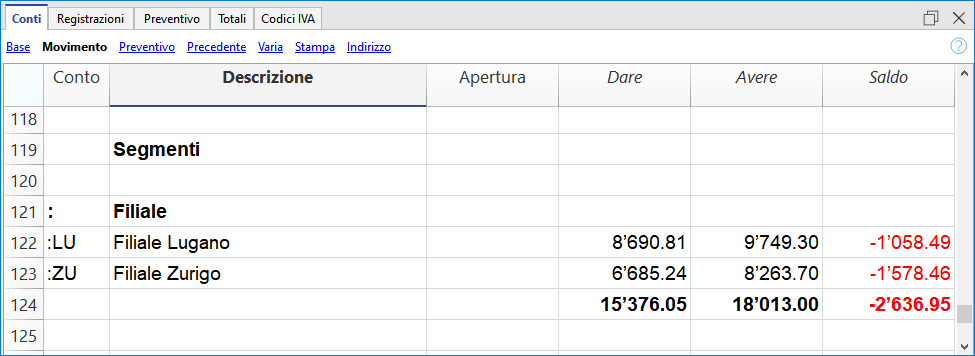 Conti Registrazioni Preventivo Totali Codici IVA
Base Movimento Preventivo Precedente Varia Stampa Indirizzo ?
Conto Descrizione Apertura Dare Avere Saldo
118
119 Segmenti
120
121 : Filiale
122 :LU Filiale Lugano 8’690.81 9’749.30 -1’058.49
123 :ZU Filiale Zurigo 6’685.24 8’263.70 -1’578.46
124 15’376.05 18’013.00 -2’636.95
125